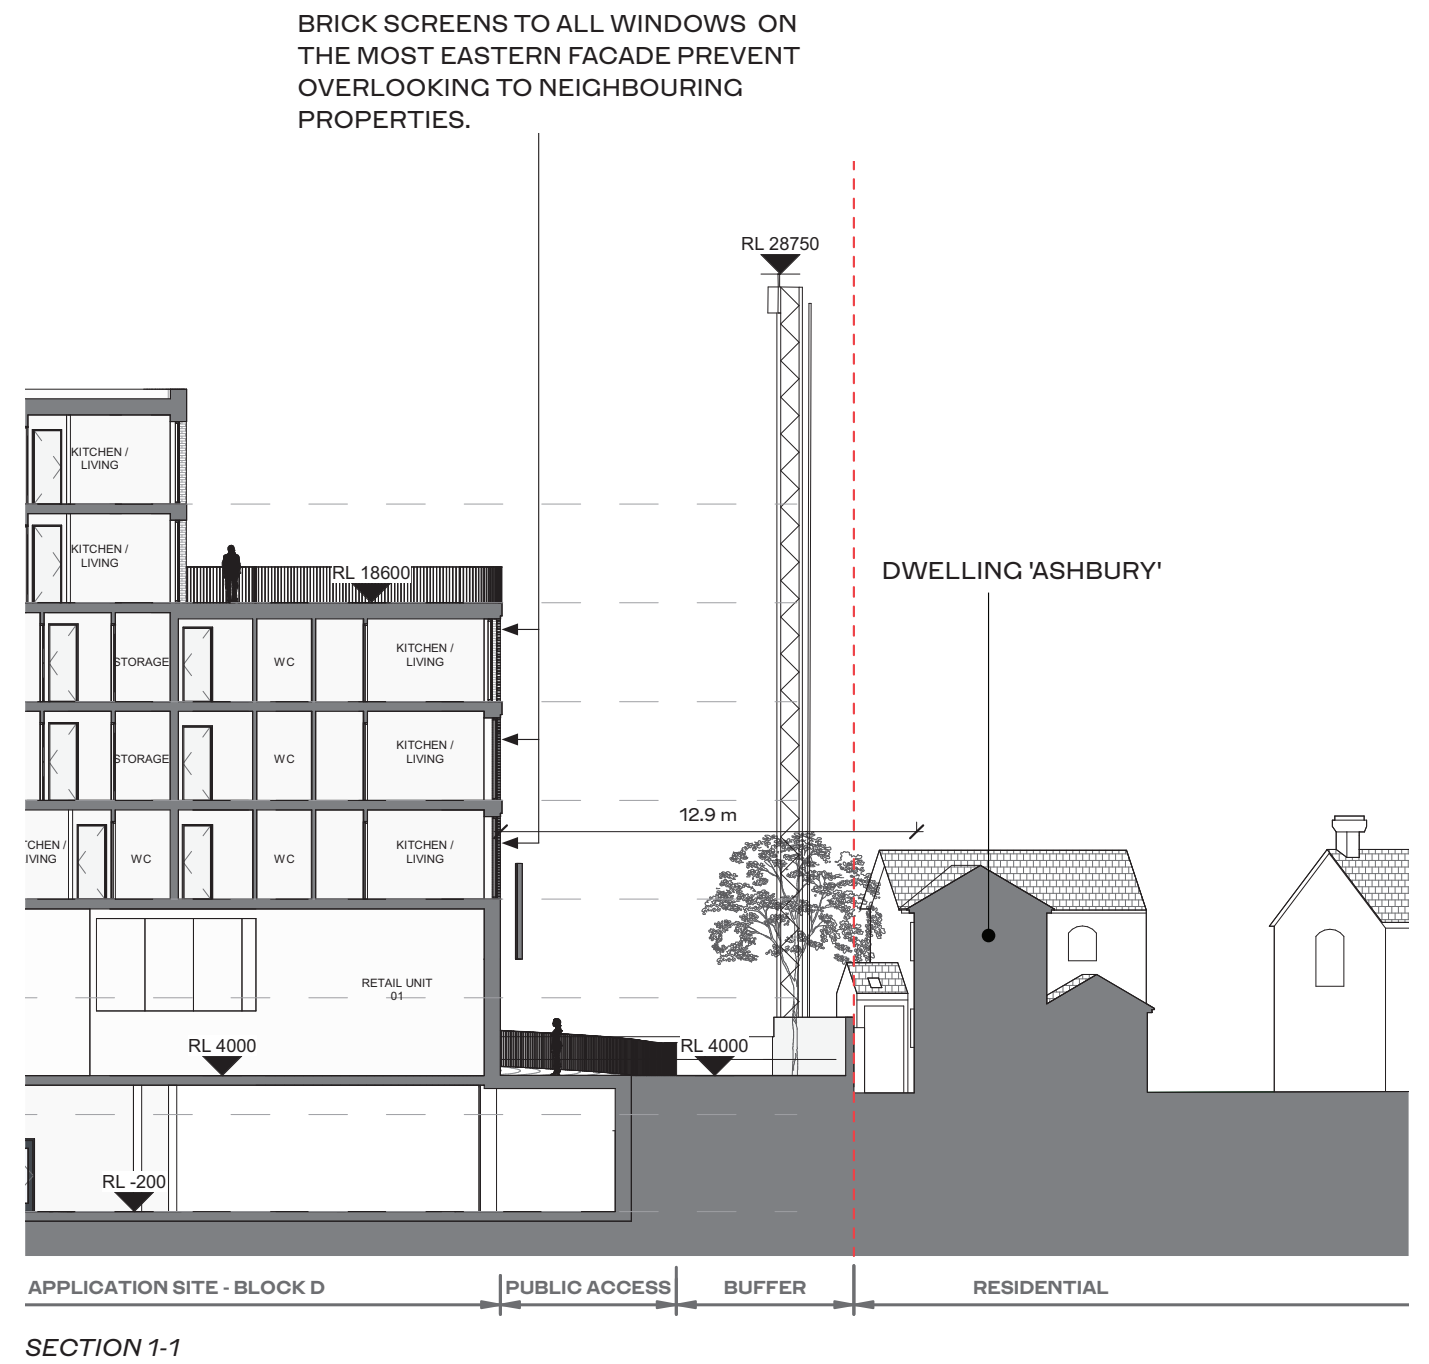 BRICK SCREENS TO ALL WINDOWS ON
THE MOST EASTERN FACADE PREVENT
OVERLOOKING TO NEIGHBOURING
PROPERTIES.
RL 28750
KITCHEN /
LIVING
KITCHEN /
LIVING
RL 18600
DWELLING 'ASHBURY'
STORAGE
WC
KITCHEN /
LIVING
STORAGE
WC
KITCHEN /
LIVING
12.9 m
TCHEN /
IVING
WC
WC
KITCHEN /
LIVING
RETAIL UNIT
01
RL 4000
RL 4000
RL -200
APPLICATION SITE - BLOCK D
PUBLIC ACCESS
BUFFER
RESIDENTIAL
SECTION 1-1